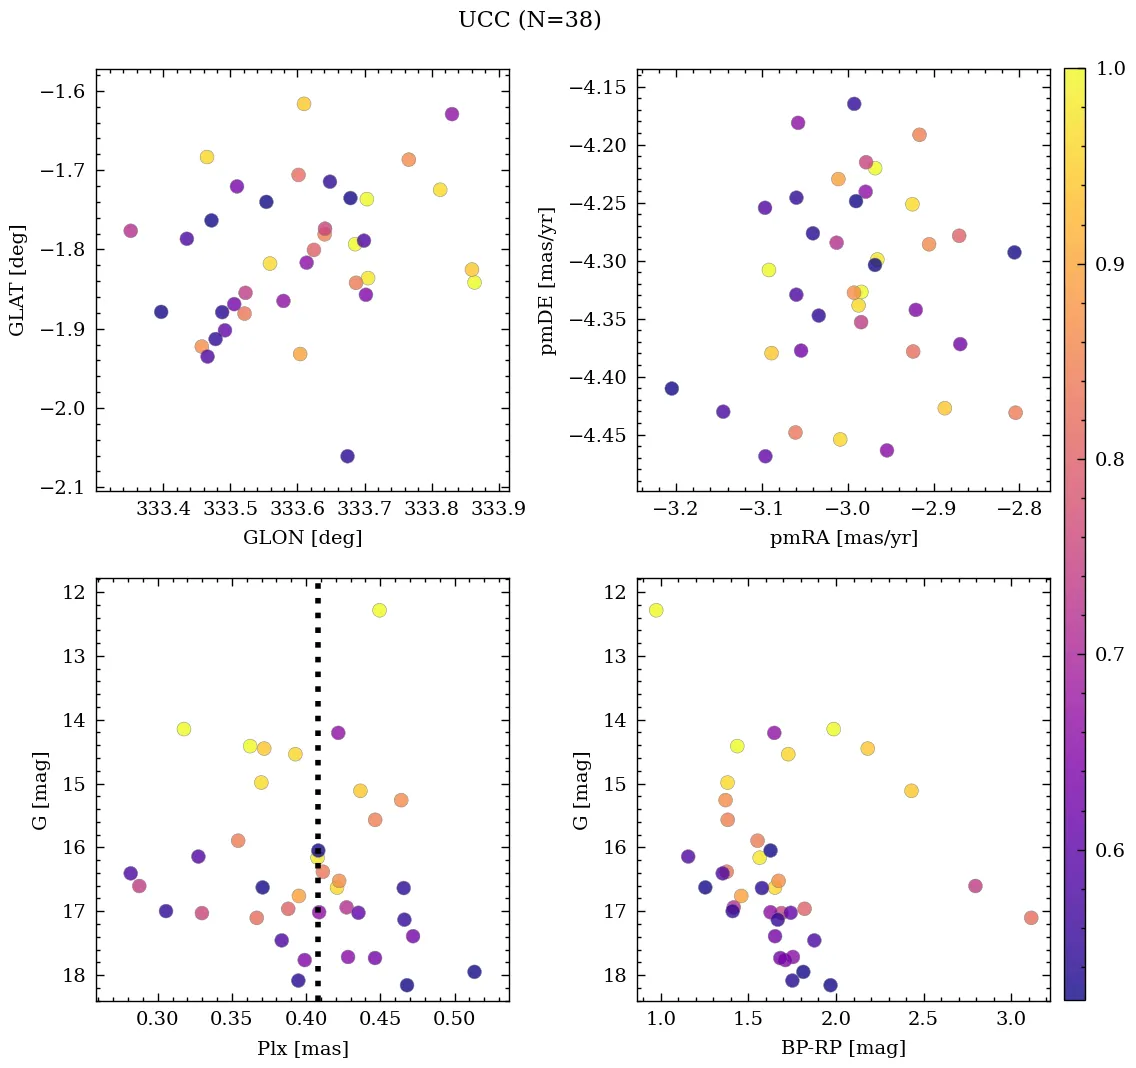 UCC (N=38)
−1.6
−1.7
−1.8
−1.9
−2.0
−2.1
GLAT [deg]
333.4 333.5 333.6 333.7 333.8 333.9
GLON [deg]
−4.15
−4.20
−4.25
−4.30
−4.35
−4.40
−4.45
pmDE [mas/yr]
−3.2 −3.1 −3.0 −2.9 −2.8
pmRA [mas/yr]
1.0
0.9
0.8
0.7
0.6
12
13
14
15
16
17
18
G [mag]
0.30 0.35 0.40 0.45 0.50
Plx [mas]
12
13
14
15
16
17
18
G [mag]
1.0 1.5 2.0 2.5 3.0
BP-RP [mag]